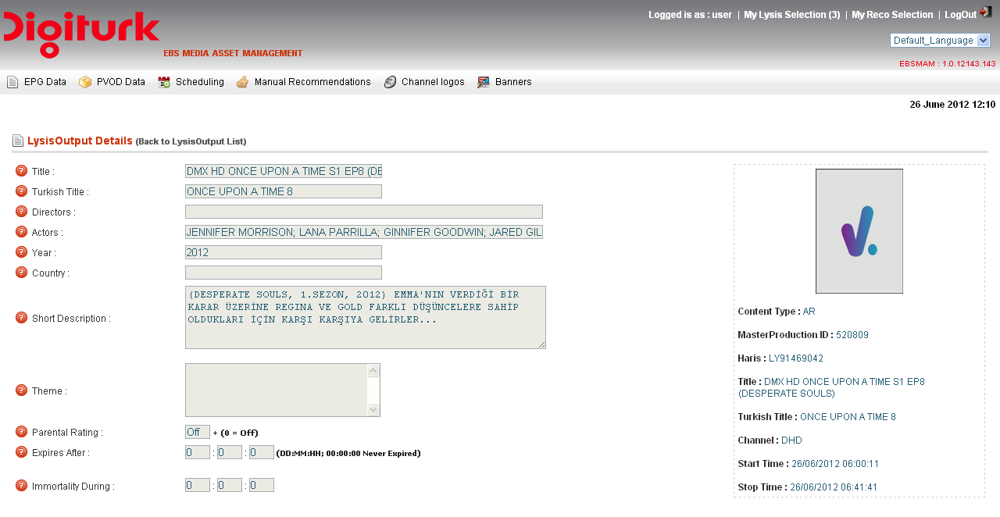 Digiturk
EBS MEDIA ASSET MANAGEMENT
Logged is as : user | My Lysis Selection (3) | My Reco Selection | LogOut
Default_Language
EBSMAM : 1.0.12143.143
EPG Data PVOD Data Scheduling Manual Recommendations Channel logos Banners
26 June 2012 12:10
LysisOutput Details (Back to LysisOutput List)
Title : DMX HD ONCE UPON A TIME S1 EP8 (DE
Turkish Title : ONCE UPON A TIME 8
Directors :
Actors : JENNIFER MORRISON; LANA PARRILLA; GINNIFER GOODWIN; JARED GIL
Year : 2012
Country :
Short Description :
(DESPERATE SOULS, 1.SEZON, 2012) EMMA'NIN VERDİĞİ BİR
KARAR ÜZERİNE REGINA VE GOLD FARKLI DÜŞÜNCELERE SAHİP
OLDUKLARI İÇİN KARŞI KARŞIYA GELİRLER...
Theme :
Parental Rating : Off + (0 = Off)
Expires After : 0 : 0 : 0 (DD:MM:HH; 00:00:00 Never Expired)
Immortality During : 0 : 0 : 0
Content Type : AR
MasterProduction ID : 520809
Haris : LY91469042
Title : DMX HD ONCE UPON A TIME S1 EP8
(DESPERATE SOULS)
Turkish Title : ONCE UPON A TIME 8
Channel : DHD
Start Time : 26/06/2012 06:00:11
Stop Time : 26/06/2012 06:41:41